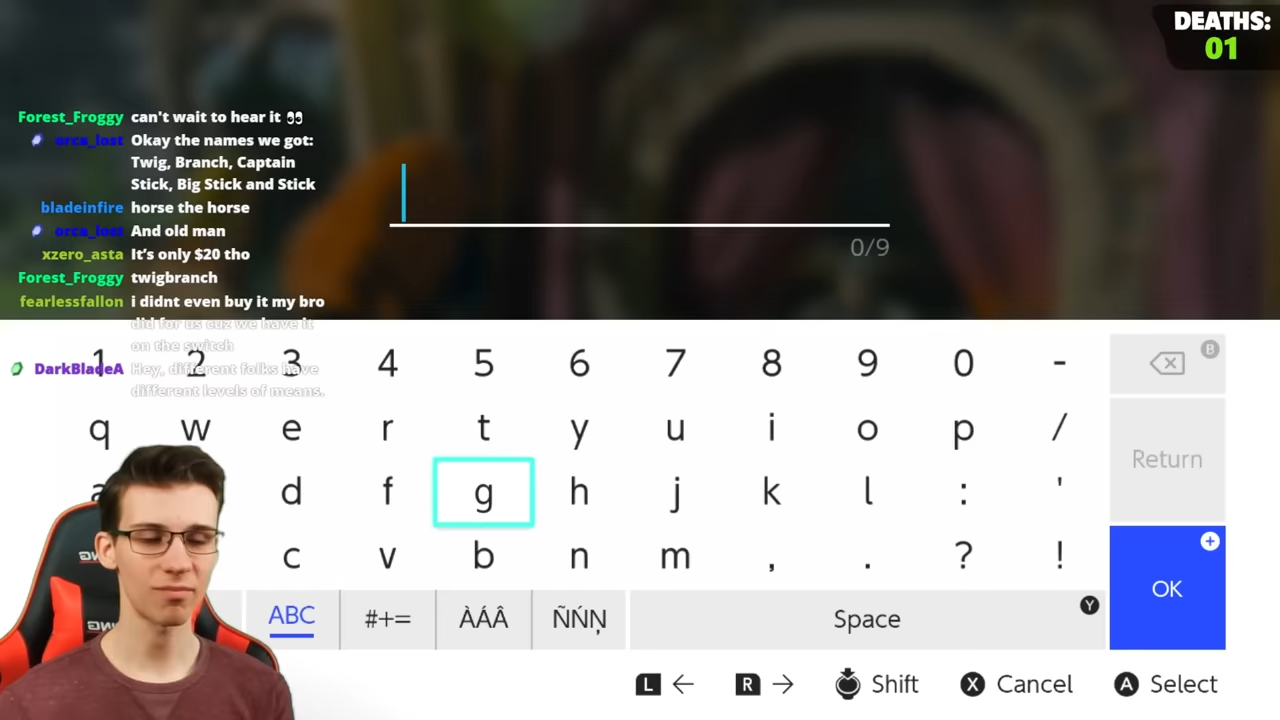 DEATHS:
01
Forest_Froggy can't wait to hear it 👀
orca_lost Okay the names we got:
Twig, Branch, Captain
Stick, Big Stick and Stick
bladeinfire horse the horse
orca_lost And old man
xzero_asta It's only $20 tho
Forest_Froggy twigbranch
fearlessfallon i didnt even buy it my bro
did for us cuz we have it
on the switch
DarkBladeA Hey, different folks have
different levels of means.
0/9
1 2 3 4 5 6 7 8 9 0 - B
q w e r t y u i o p /
Return
a d f g h j k l : '
c v b n m , . ? !
+
OK
ABC #+= ÀÁÂ ÑŃŅ Space Y
L ← R → Shift X Cancel A Select